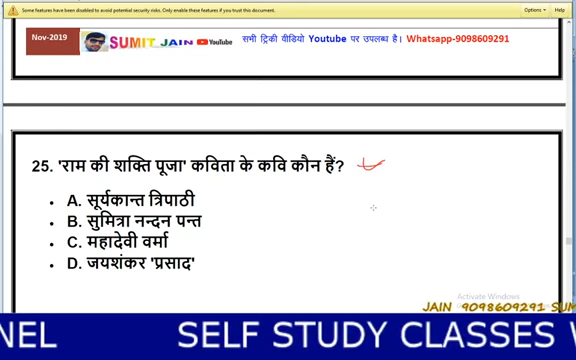 Some features have been disabled to avoid potential security risks. Only enable these features if you trust this document.
Options
Help
Nov-2019
SUMIT JAIN YouTube
सभी ट्रिकी वीडियो Youtube पर उपलब्ध है। Whatsapp-9098609291
25. 'राम की शक्ति पूजा' कविता के कवि कौन हैं?
• A. सूर्यकान्त त्रिपाठी
• B. सुमित्रा नन्दन पन्त
• C. महादेवी वर्मा
• D. जयशंकर 'प्रसाद'
Activate Windows
JAIN 9098609291 SUM
NEL SELF STUDY CLASSES